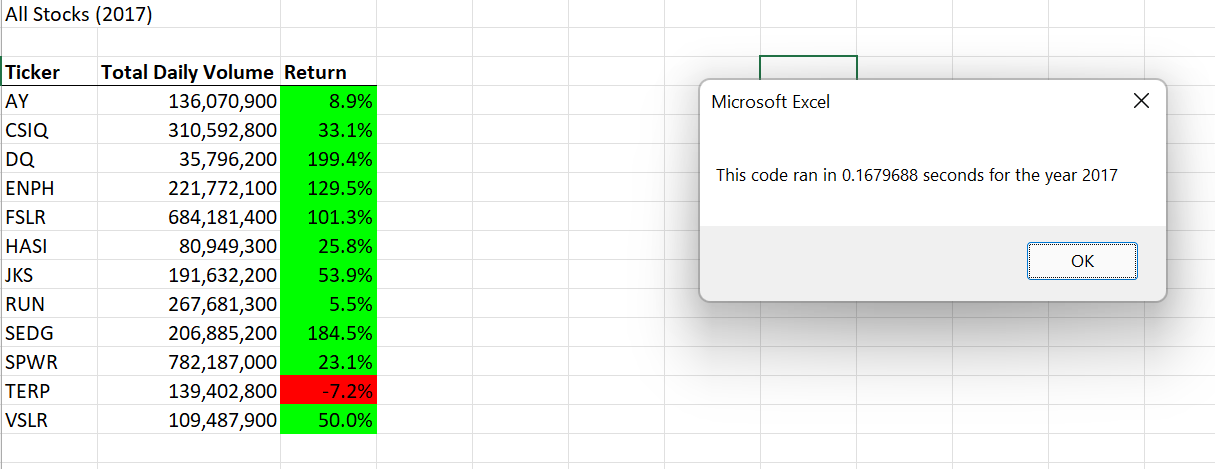 All Stocks (2017)
Ticker Total Daily Volume Return
AY 136,070,900 8.9%
CSIQ 310,592,800 33.1%
DQ 35,796,200 199.4%
ENPH 221,772,100 129.5%
FSLR 684,181,400 101.3%
HASI 80,949,300 25.8%
JKS 191,632,200 53.9%
RUN 267,681,300 5.5%
SEDG 206,885,200 184.5%
SPWR 782,187,000 23.1%
TERP 139,402,800 -7.2%
VSLR 109,487,900 50.0%
Microsoft Excel
This code ran in 0.1679688 seconds for the year 2017
OK